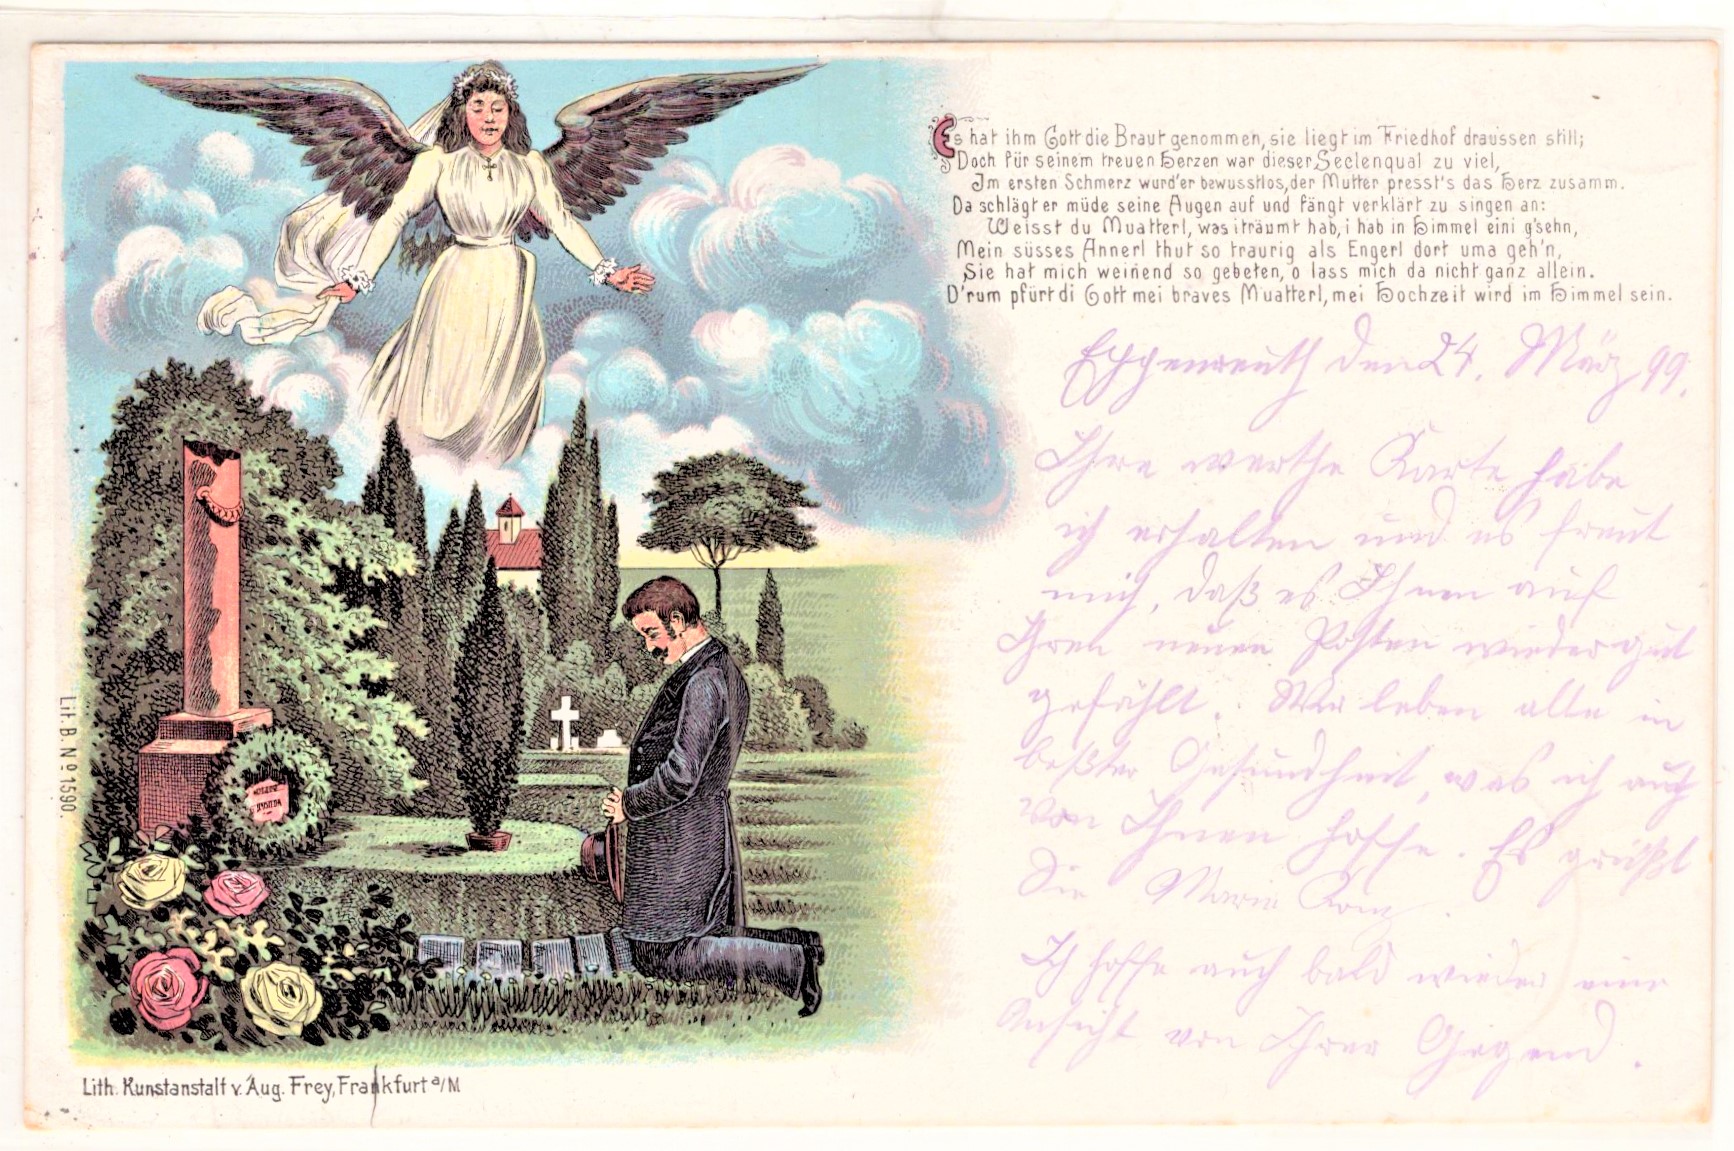 Es hat ihm Gott die Braut genommen, sie liegt im Friedhof draussen still;
Doch für seinem treuen Herzen war dieser Seelenqual zu viel,
Im ersten Schmerz wurd'er bewusstlos, der Mutter presst's das Herz zusamm.
Da schlägt er müde seine Augen auf und fängt verklärt zu singen an:
Weisst du Muatterl, was i träumt hab, i hab in Himmel eini g'sehn,
Mein süsses Annerl thut so traurig als Engerl dort uma geh'n,
Sie hat mich weinend so gebeten, o lass mich da nicht ganz allein.
D'rum pfürt di Gott mei braves Muatterl, mei Hochzeit wird im Himmel sein.
Eppenreuth den 24. März 99.
Ihre werthe Karte habe
ich erhalten und es freut
mich, daß es Ihnen auf
Ihren neuen Posten wieder gut
gefählt. Wir leben alle in
beßter Gesundheit, was ich auch
von Ihnen hoffe. Es grüßt
Sie Marie
Ich hoffe auch bald wieder eine
Ansicht von Ihrer Gegend.
Lit. B. No 1590.
Lith. Kunstanstalt v. Aug. Frey, Frankfurt a/M